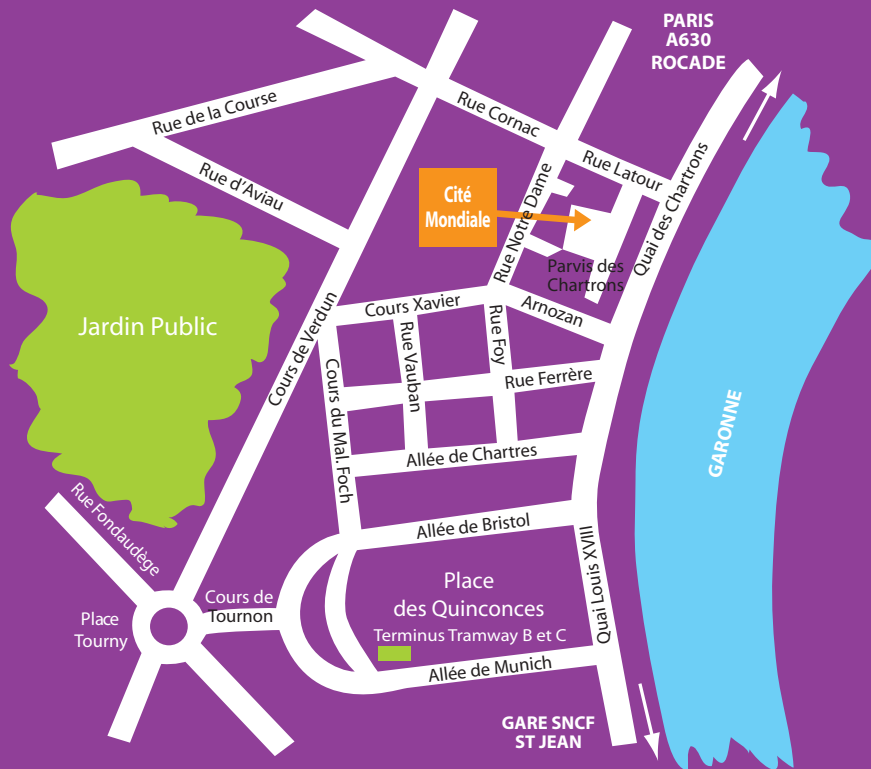 PARIS
A630
ROCADE
Rue de la Course
Rue Cornac
Rue Latour
Rue d'Aviau
Cité
Mondiale
Rue Notre Dame
Quai des Chartrons
Parvis des
Chartrons
Cours Xavier
Arnozan
Jardin Public
Cours de Verdun
Rue Vauban
Rue Foy
Rue Ferrère
Cours du Mal. Foch
GARONNE
Allée de Chartres
Rue Fondaudège
Allée de Bristol
Quai Louis XVIII
Place
des Quinconces
Terminus Tramway B et C
Cours de
Tournon
Place
Tourny
Allée de Munich
GARE SNCF
ST JEAN